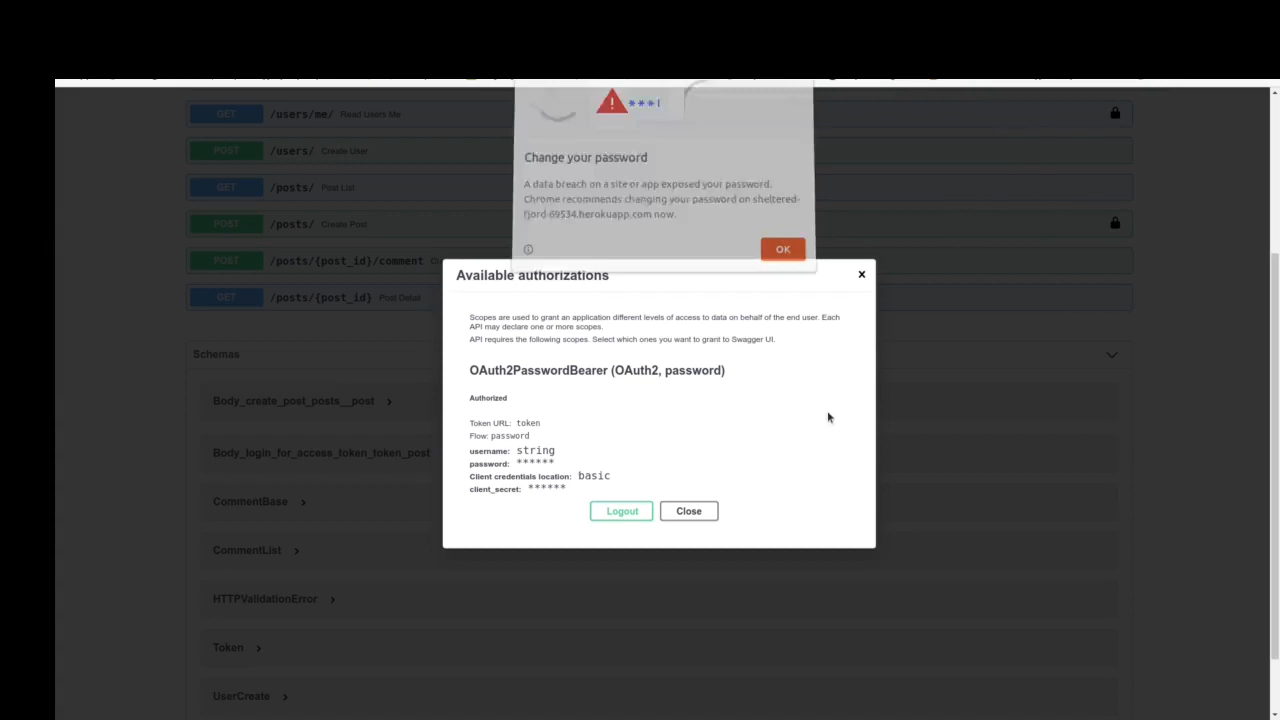 GET /users/me/ Read Users Me
POST /users/ Create User
GET /posts/ Post List
POST /posts/ Create Post
POST /posts/{post_id}/comment
GET /posts/{post_id} Post Detail
***|
Change your password
A data breach on a site or app exposed your password.
Chrome recommends changing your password on sheltered-
fjord-69534.herokuapp.com now.
OK
Available authorizations
Scopes are used to grant an application different levels of access to data on behalf of the end user. Each
API may declare one or more scopes.
API requires the following scopes. Select which ones you want to grant to Swagger UI.
OAuth2PasswordBearer (OAuth2, password)
Authorized
Token URL: token
Flow: password
username: string
password: ******
Client credentials location: basic
client_secret: ******
Logout
Close
Schemas
Body_create_post_posts__post
Body_login_for_access_token_token_post
CommentBase
CommentList
HTTPValidationError
Token
UserCreate